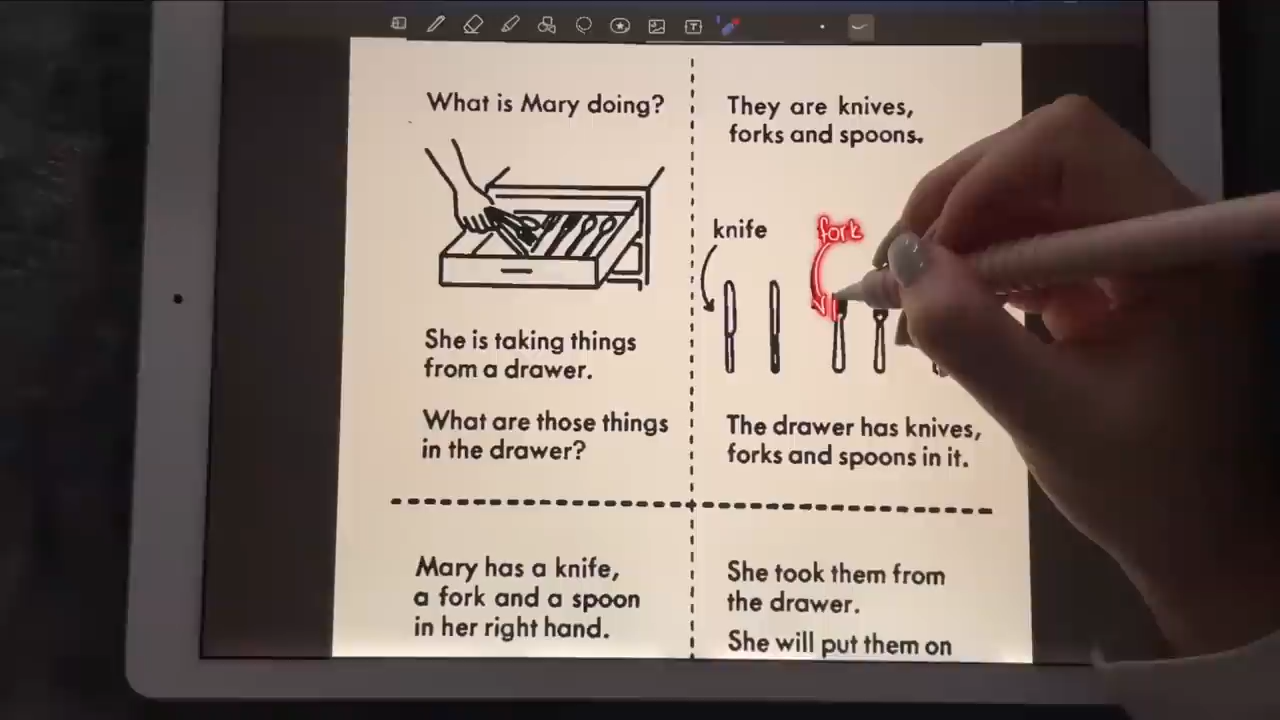 What is Mary doing?
She is taking things
from a drawer.
What are those things
in the drawer?
They are knives,
forks and spoons.
knife
fork
The drawer has knives,
forks and spoons in it.
Mary has a knife,
a fork and a spoon
in her right hand.
She took them from
the drawer.
She will put them on